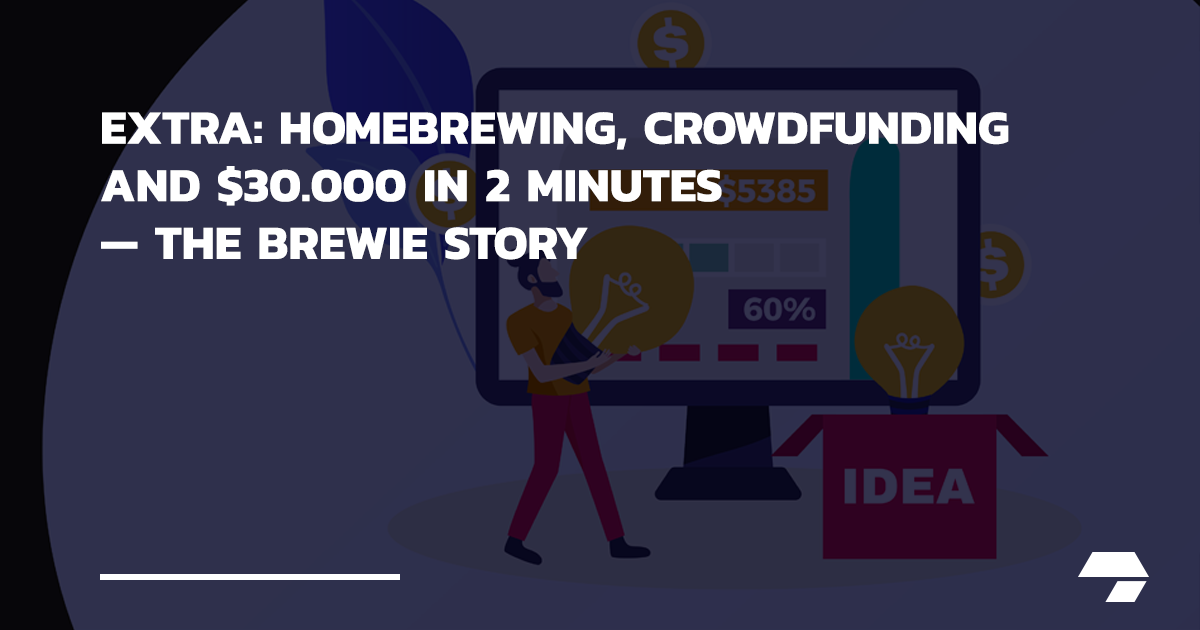 EXTRA: HOMEBREWING, CROWDFUNDING
AND $30.000 IN 2 MINUTES
— THE BREWIE STORY
$
$
$5385
$
60%
IDEA